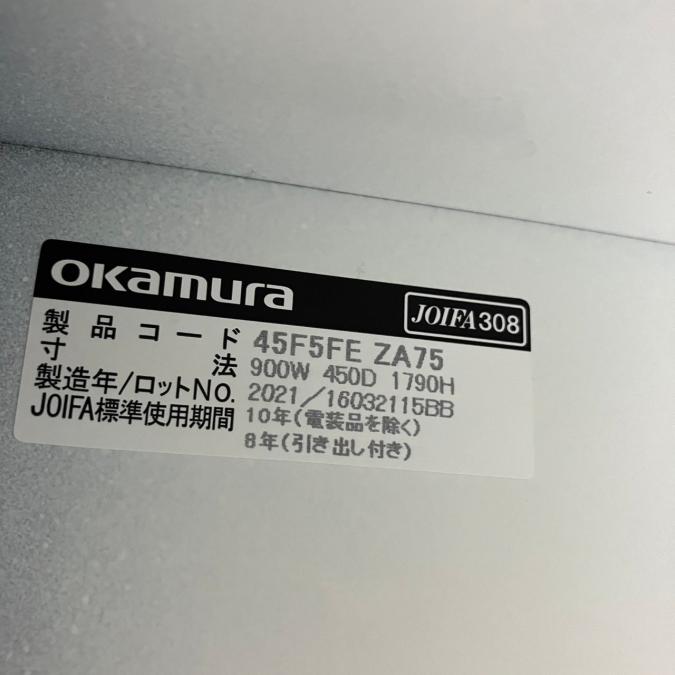 okamura
JOIFA308
製品コード 45F5FE ZA75
寸法 900W 450D 1790H
製造年/ロットNO. 2021/16032115BB
JOIFA標準使用期間 10年(電装品を除く)
8年(引き出し付き)